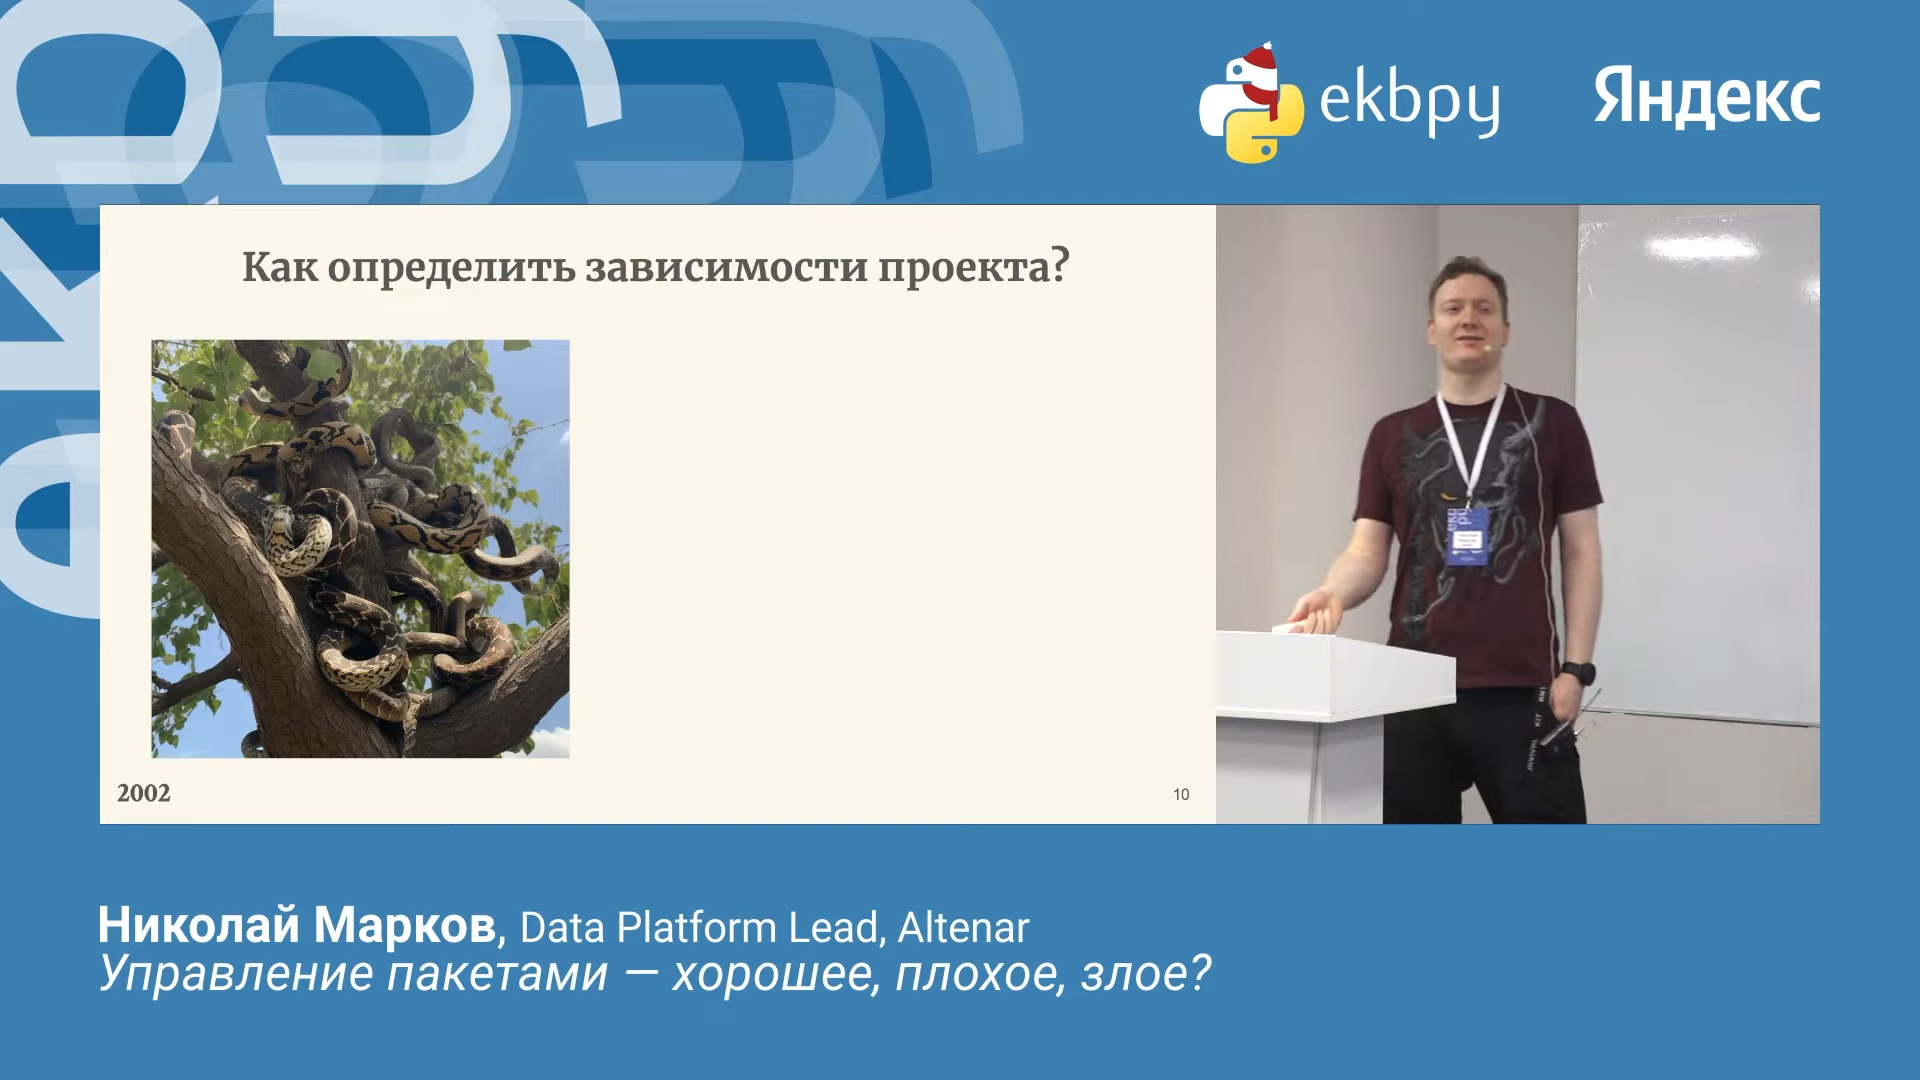 ekbpy
Яндекс
Как определить зависимости проекта?
2002
10
Николай Марков, Data Platform Lead, Altenar
Управление пакетами — хорошее, плохое, злое?